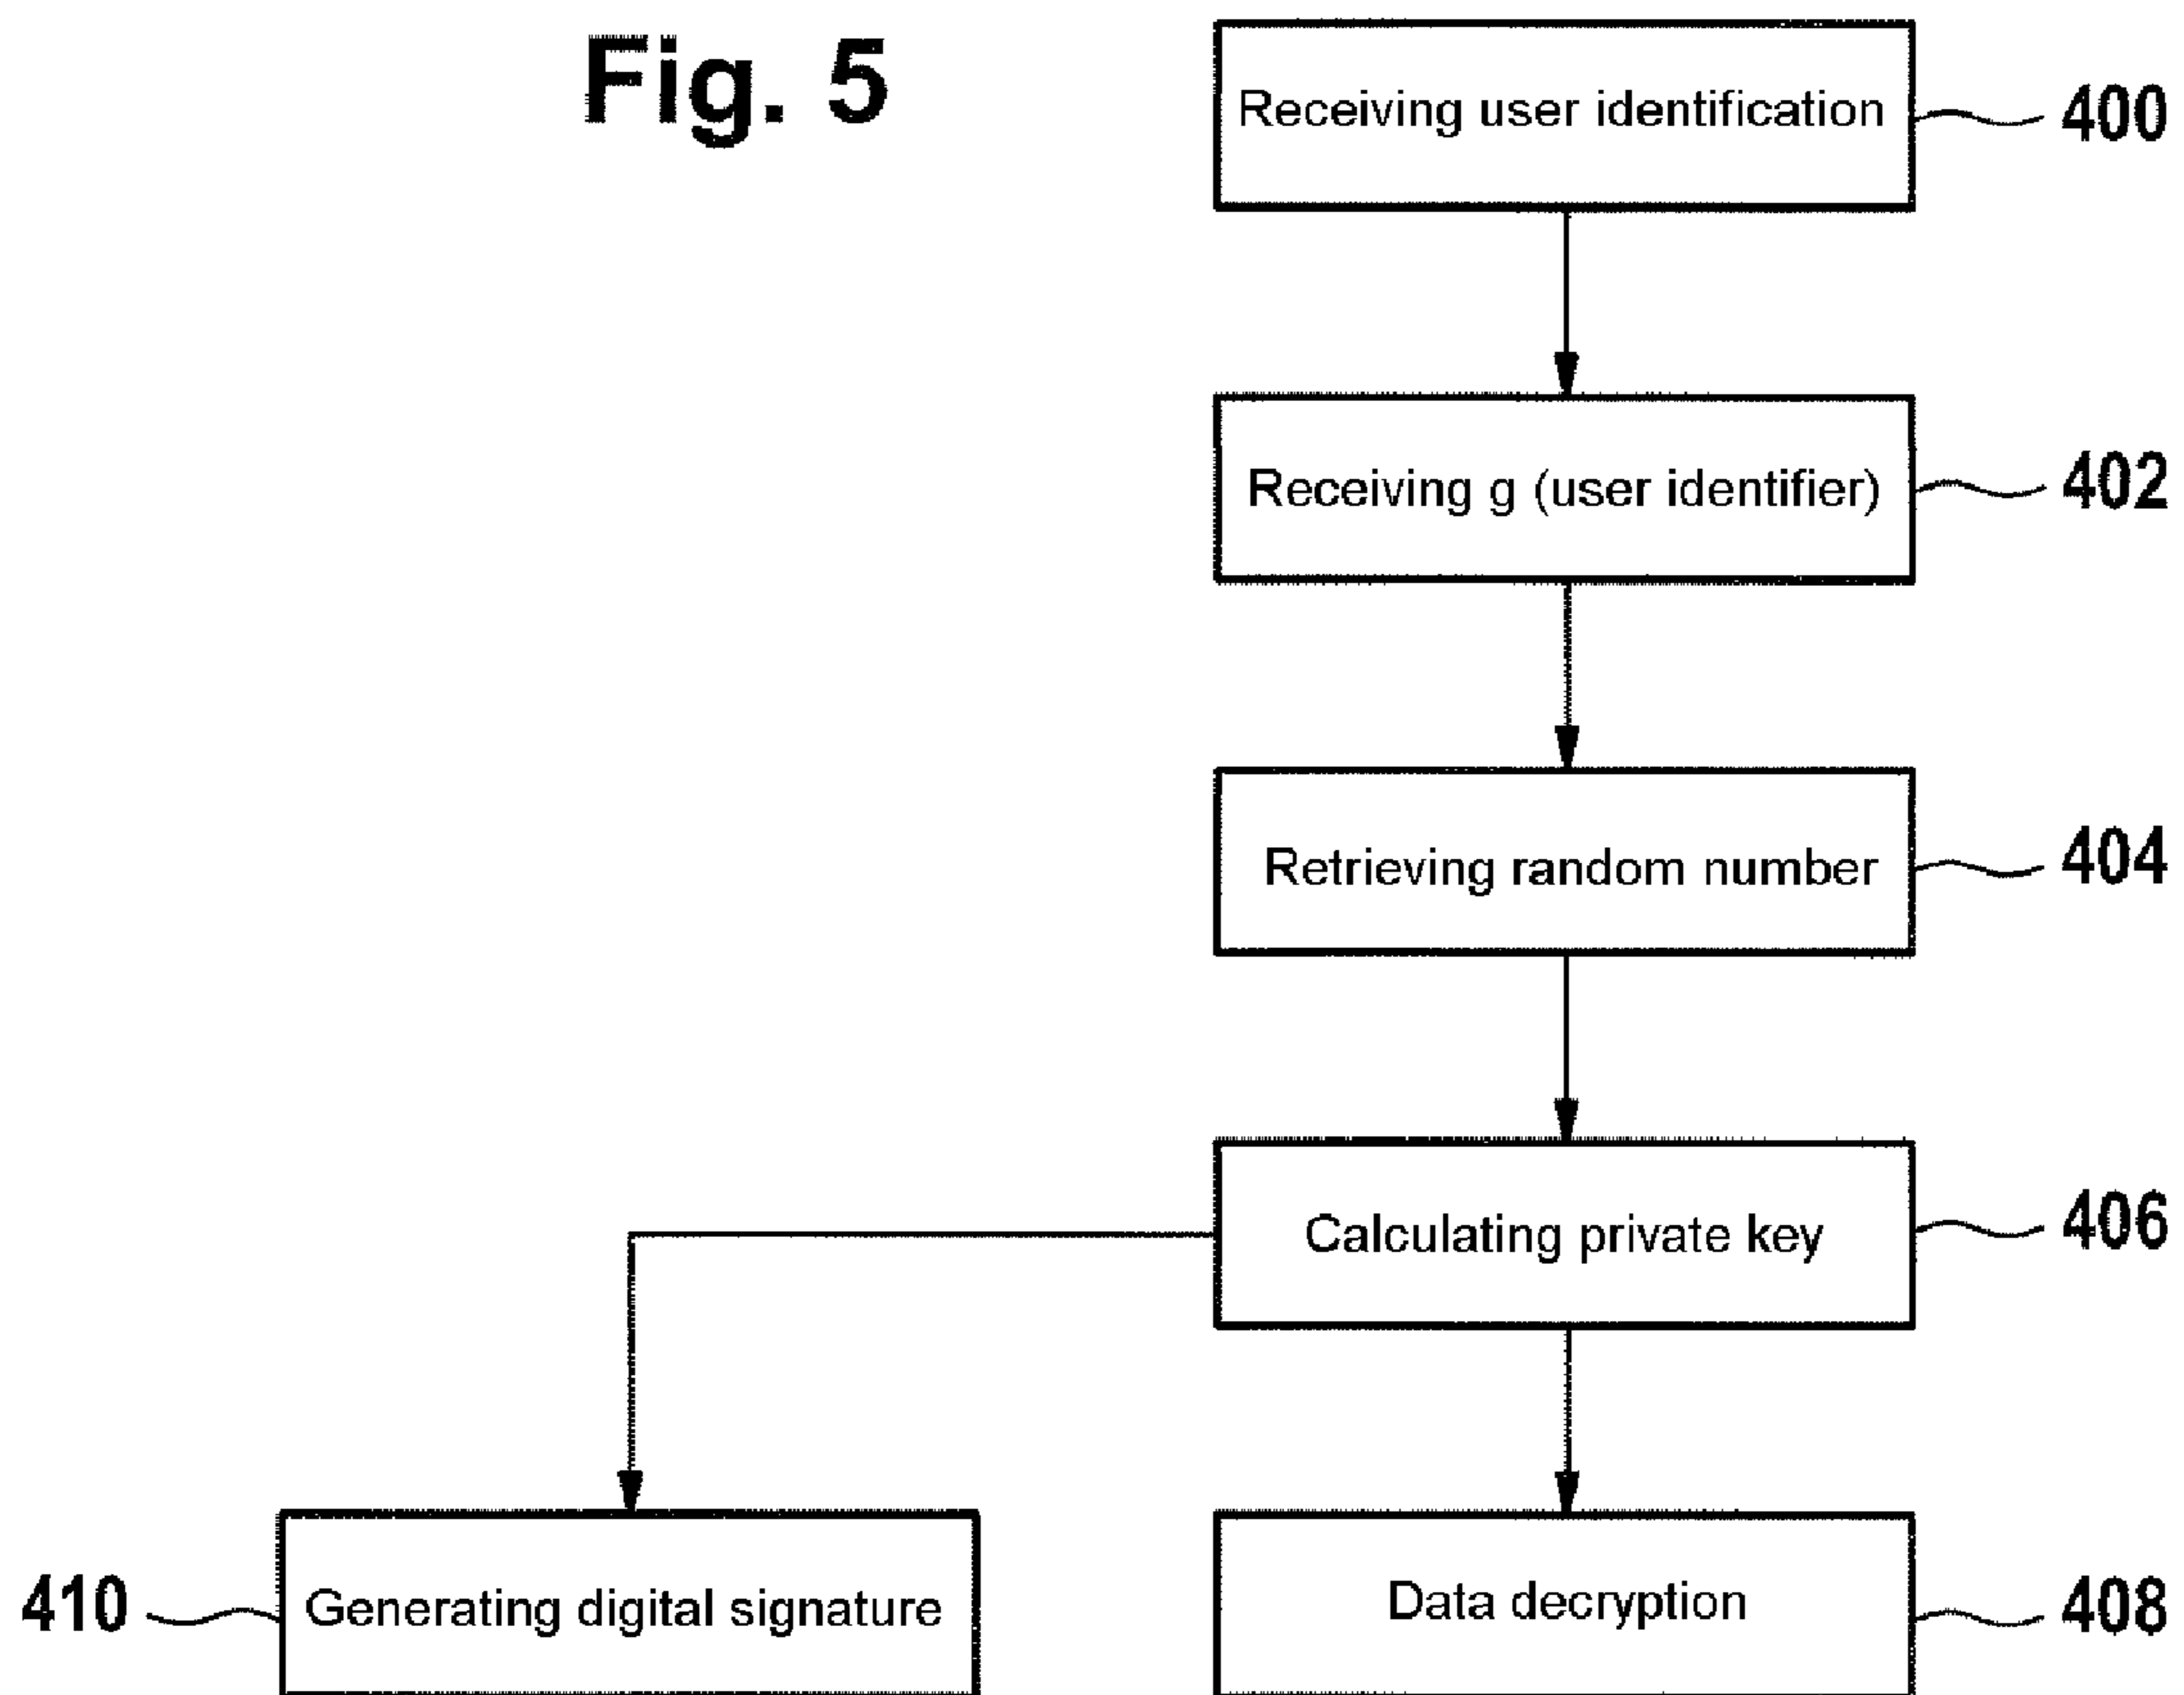 Fig. 5
Receiving user identification
400
Receiving g (user identifier)
402
Retrieving random number
404
Calculating private key
406
410
Generating digital signature
Data decryption
408